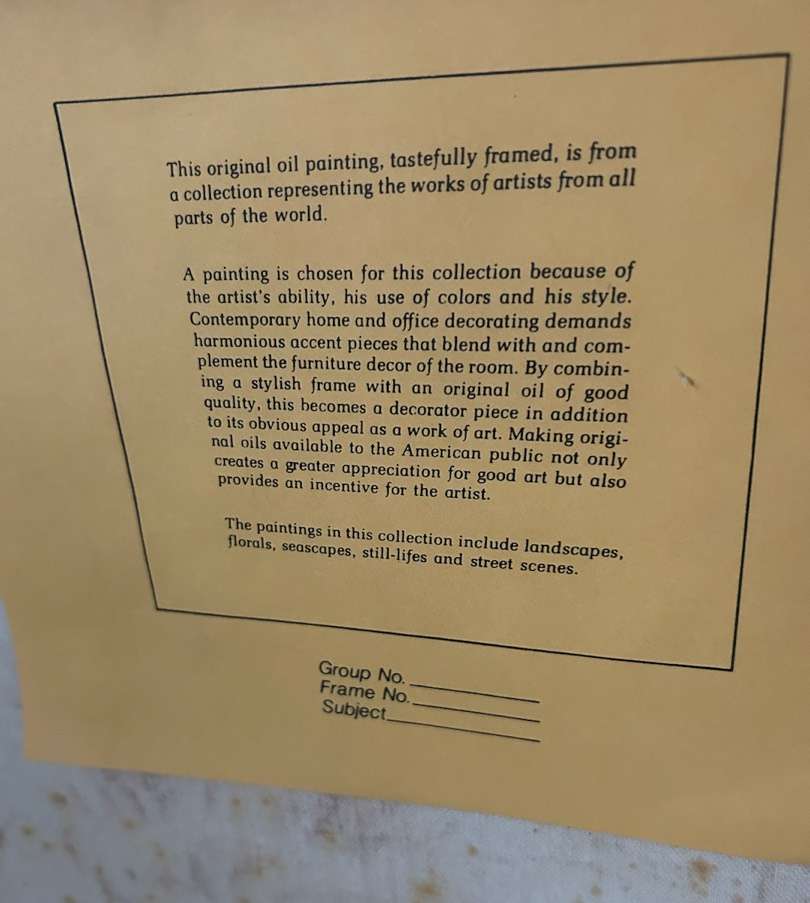 This original oil painting, tastefully framed, is from
a collection representing the works of artists from all
parts of the world.
A painting is chosen for this collection because of
the artist's ability, his use of colors and his style.
Contemporary home and office decorating demands
harmonious accent pieces that blend with and com-
plement the furniture decor of the room. By combin-
ing a stylish frame with an original oil of good
quality, this becomes a decorator piece in addition
to its obvious appeal as a work of art. Making origi-
nal oils available to the American public not only
creates a greater appreciation for good art but also
provides an incentive for the artist.
The paintings in this collection include landscapes,
florals, seascapes, still-lifes and street scenes.
Group No.
Frame No.
Subject